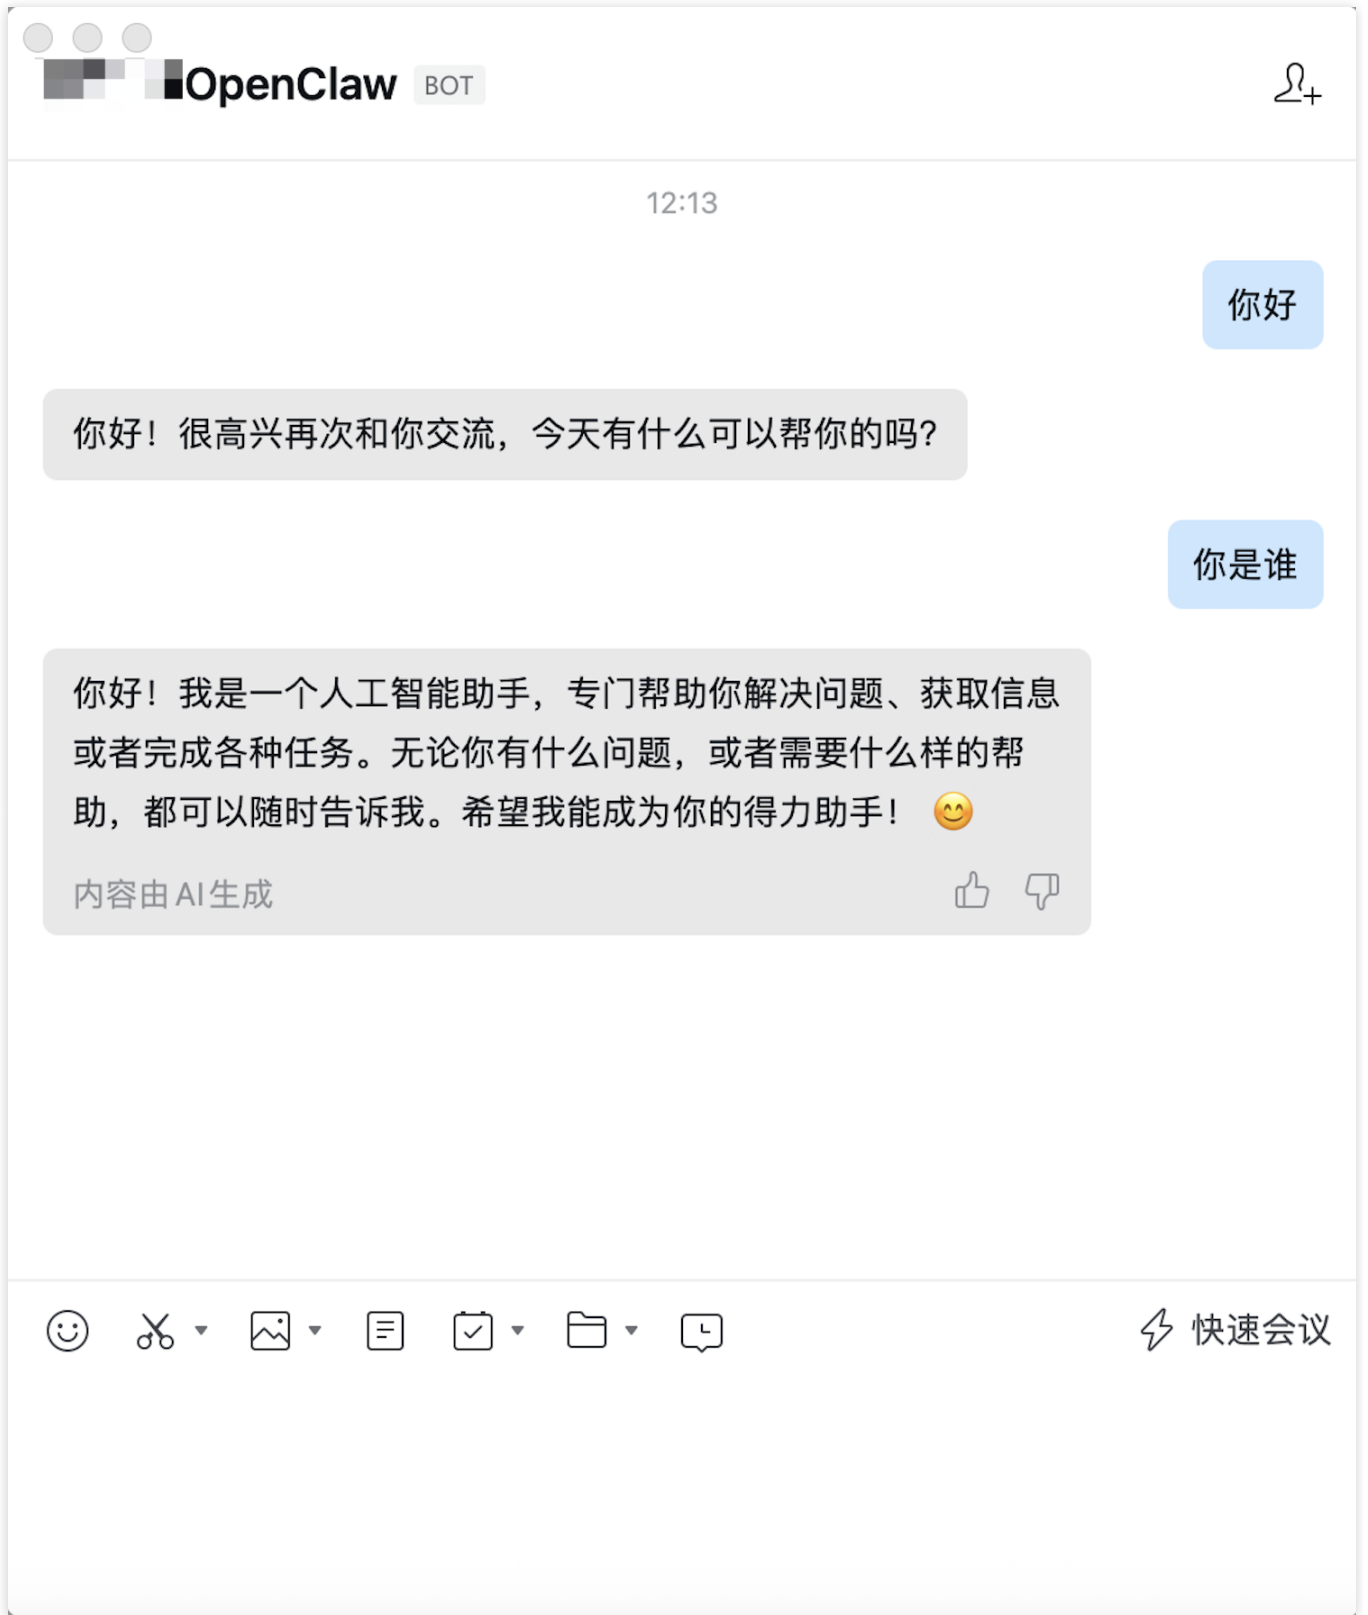 OpenClaw BOT
12:13
你好
你好！很高兴再次和你交流，今天有什么可以帮你的吗？
你是谁
你好！我是一个人工智能助手，专门帮助你解决问题、获取信息
或者完成各种任务。无论你有什么问题，或者需要什么样的帮
助，都可以随时告诉我。希望我能成为你的得力助手！ 😊
内容由AI生成
快速会议